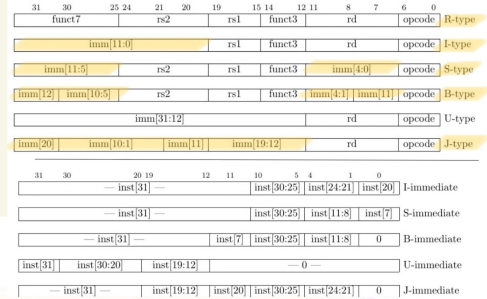 31 30 25 24 21 20 19 15 14 12 11 8 7 6 0
funct7 rs2 rs1 funct3 rd opcode R-type
imm[11:0] rs1 funct3 rd opcode I-type
imm[11:5] rs2 rs1 funct3 imm[4:0] opcode S-type
imm[12] imm[10:5] rs2 rs1 funct3 imm[4:1] imm[11] opcode B-type
imm[31:12] rd opcode U-type
imm[20] imm[10:1] imm[11] imm[19:12] rd opcode J-type
31 30 20 19 12 11 10 5 4 1 0
— inst[31] — inst[30:25] inst[24:21] inst[20] I-immediate
— inst[31] — inst[30:25] inst[11:8] inst[7] S-immediate
— inst[31] — inst[7] inst[30:25] inst[11:8] 0 B-immediate
inst[31] inst[30:20] inst[19:12] — 0 — U-immediate
— inst[31] — inst[19:12] inst[20] inst[30:25] inst[24:21] 0 J-immediate